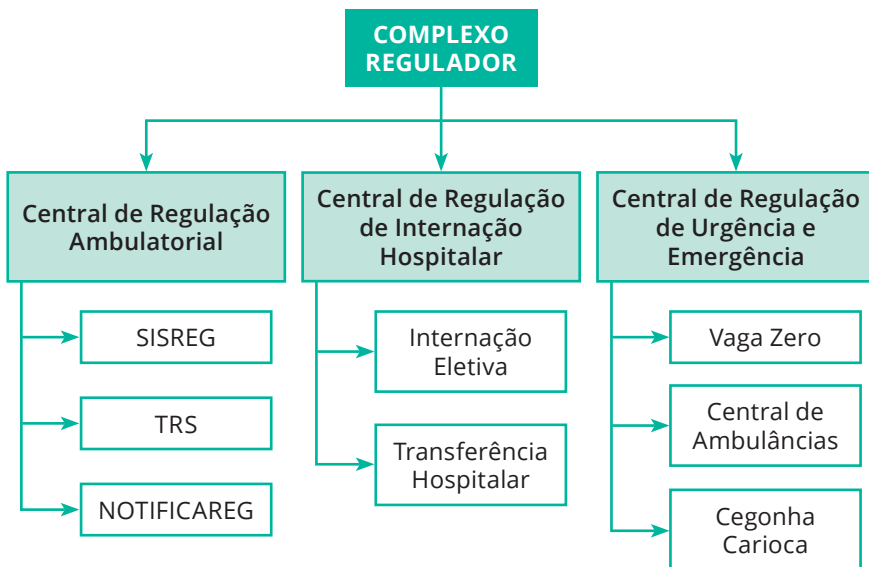 COMPLEXO
REGULADOR
Central de Regulação
Ambulatorial
SISREG
TRS
NOTIFICAREG
Central de Regulação
de Internação
Hospitalar
Internação
Eletiva
Transferência
Hospitalar
Central de Regulação
de Urgência e
Emergência
Vaga Zero
Central de
Ambulâncias
Cegonha
Carioca